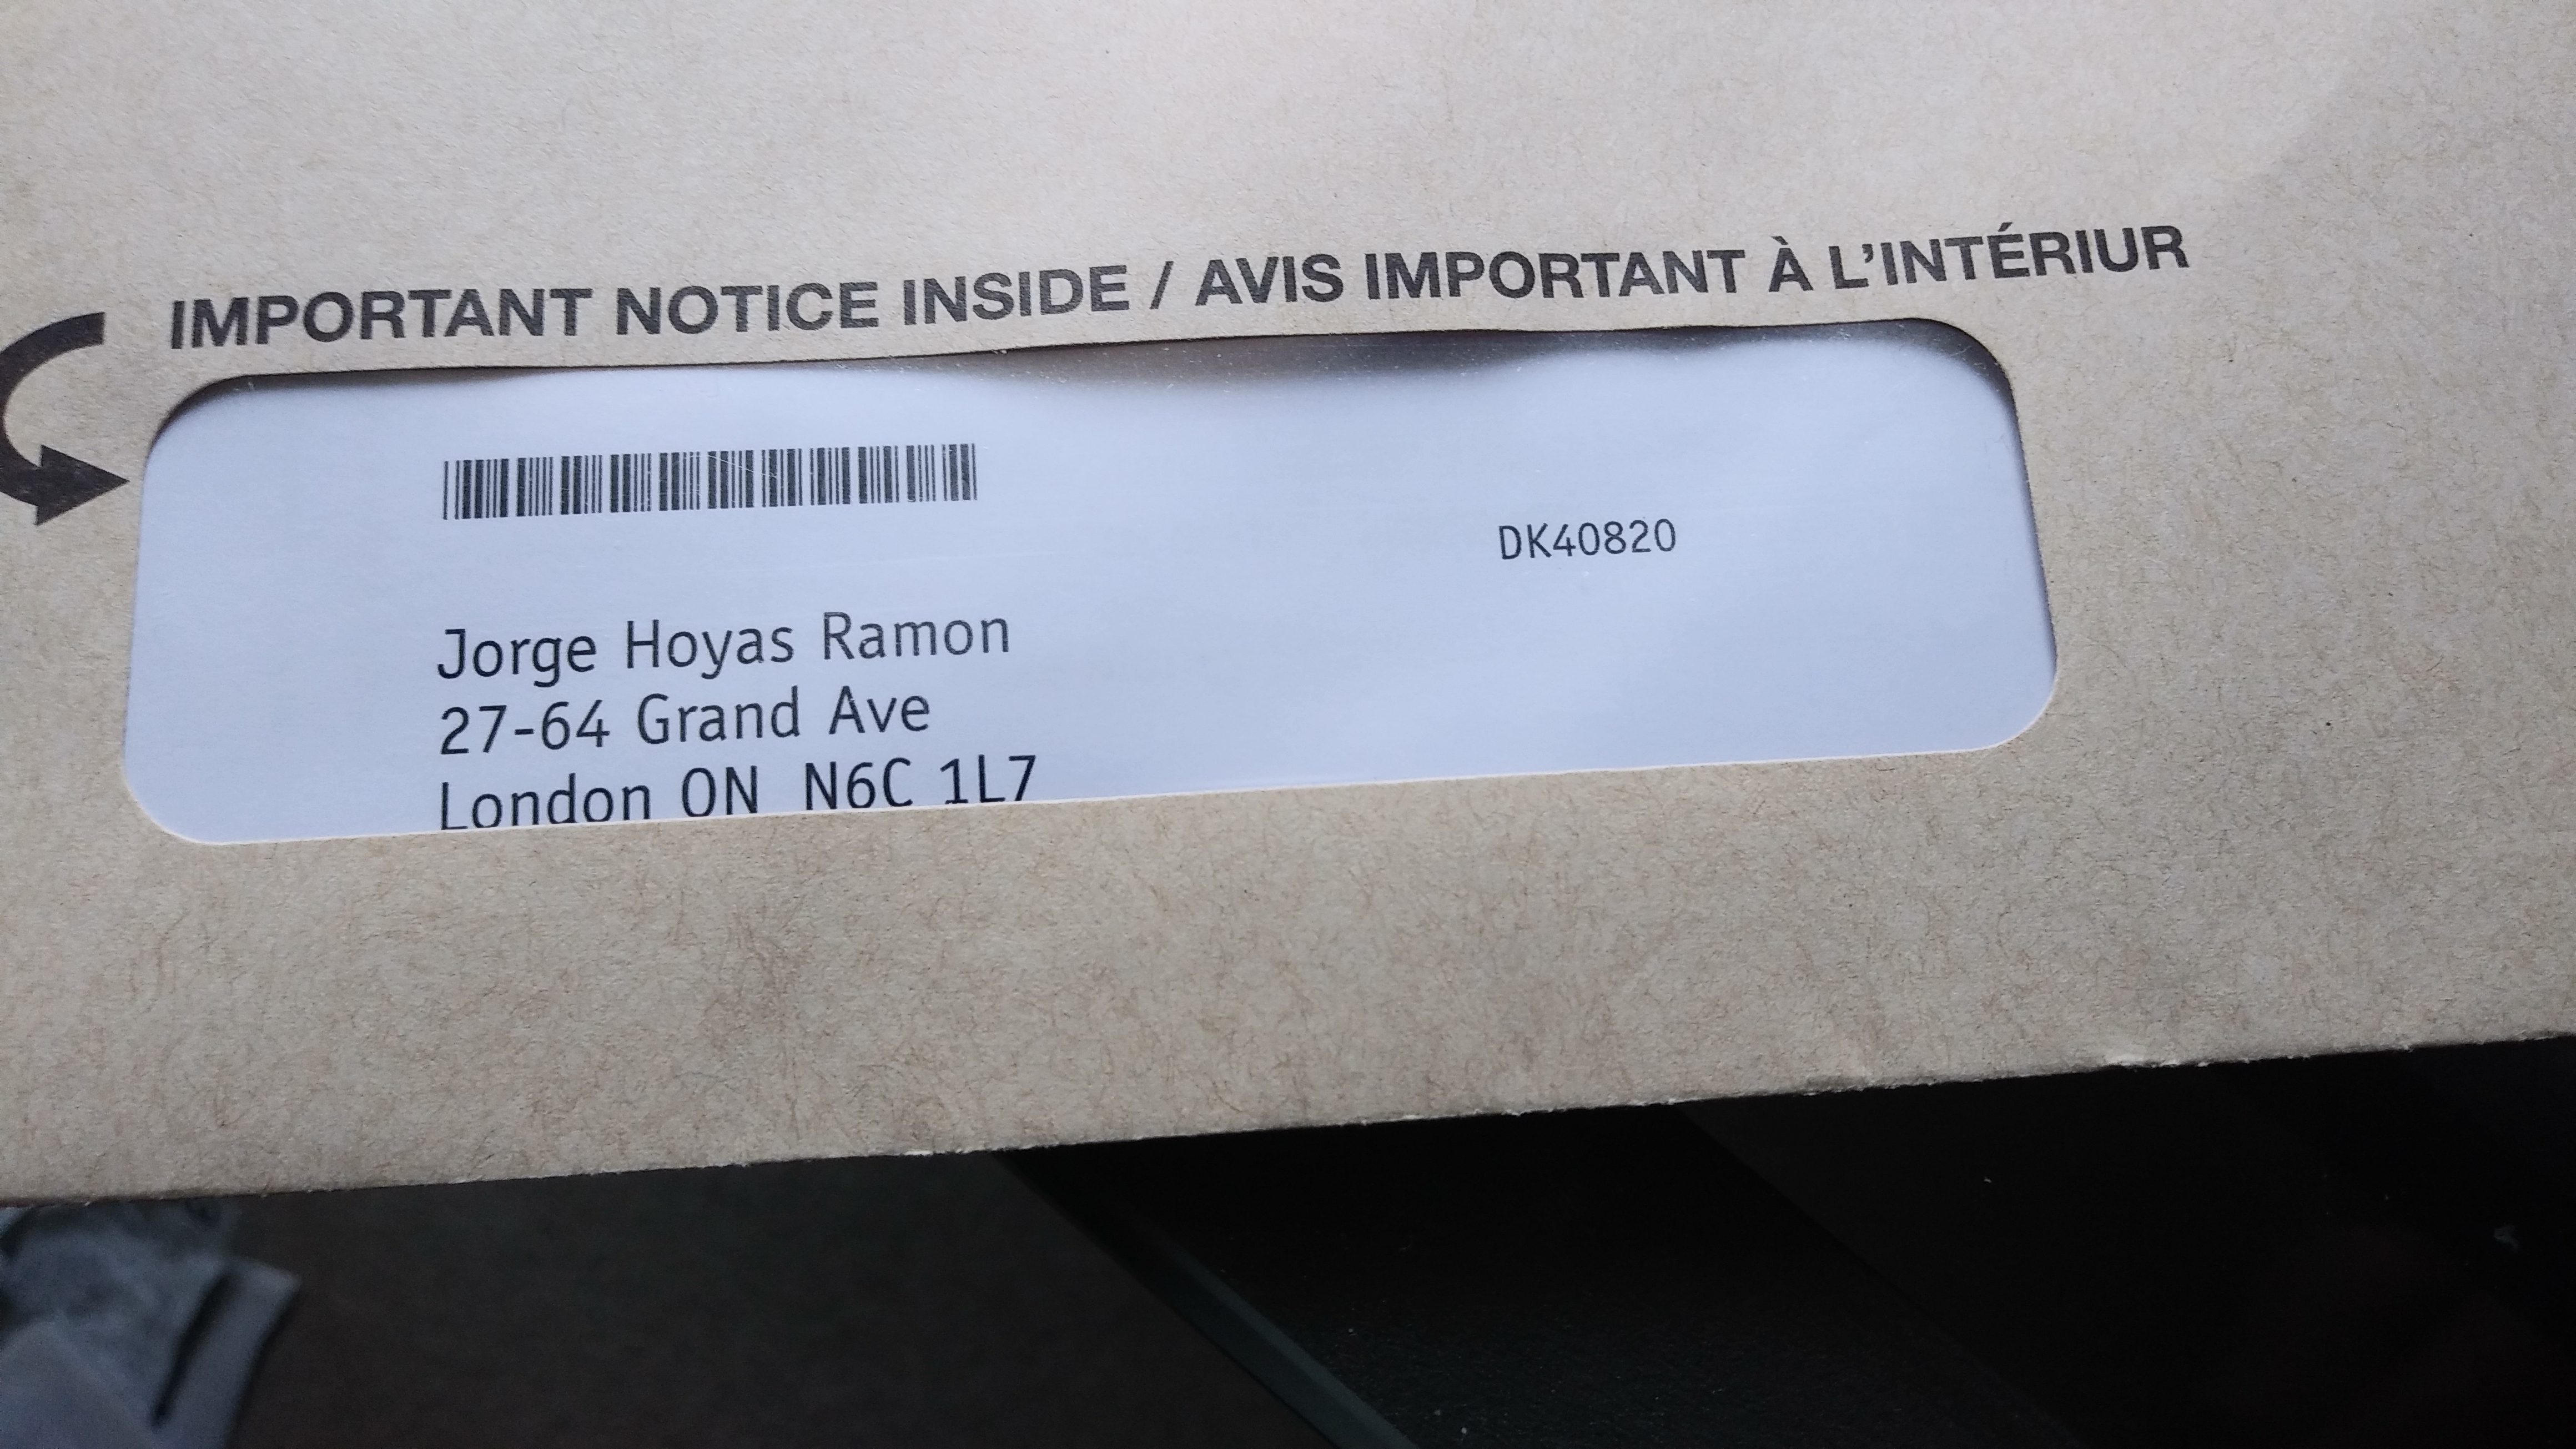 IMPORTANT NOTICE INSIDE / AVIS IMPORTANT À L'INTÉRIUR
DK40820
Jorge Hoyas Ramon
27-64 Grand Ave
London ON N6C 1L7